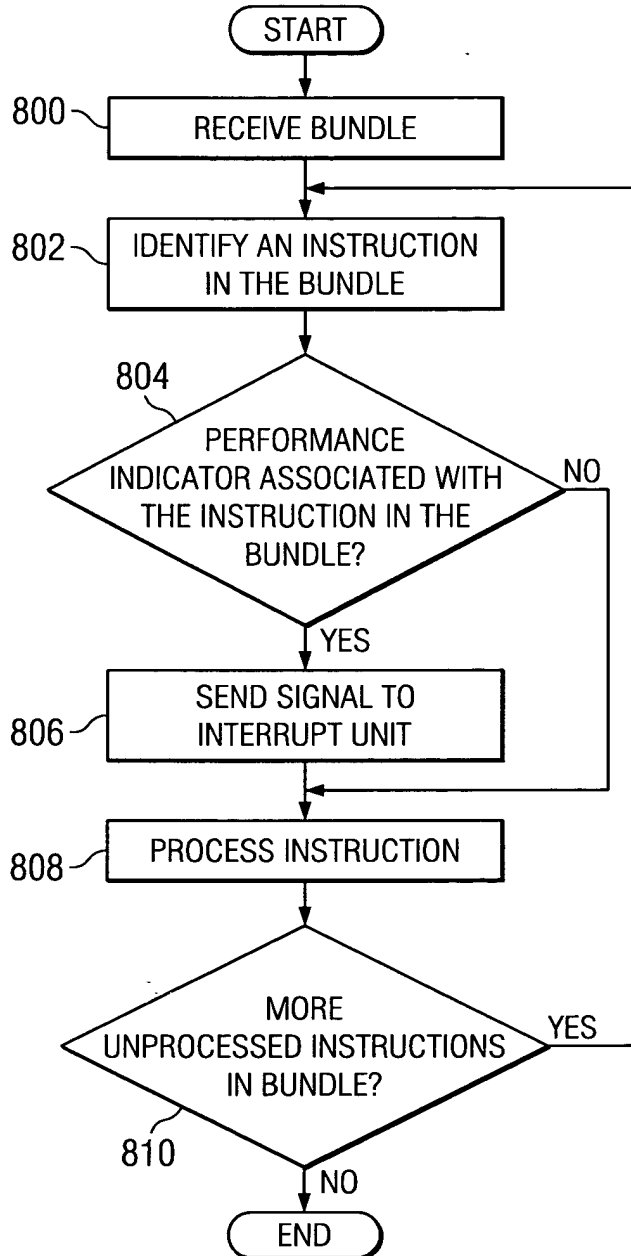 START
800
RECEIVE BUNDLE
802
IDENTIFY AN INSTRUCTION
IN THE BUNDLE
804
PERFORMANCE
INDICATOR ASSOCIATED WITH
THE INSTRUCTION IN THE
BUNDLE?
NO
YES
806
SEND SIGNAL TO
INTERRUPT UNIT
808
PROCESS INSTRUCTION
MORE
UNPROCESSED INSTRUCTIONS
IN BUNDLE?
YES
810
NO
END